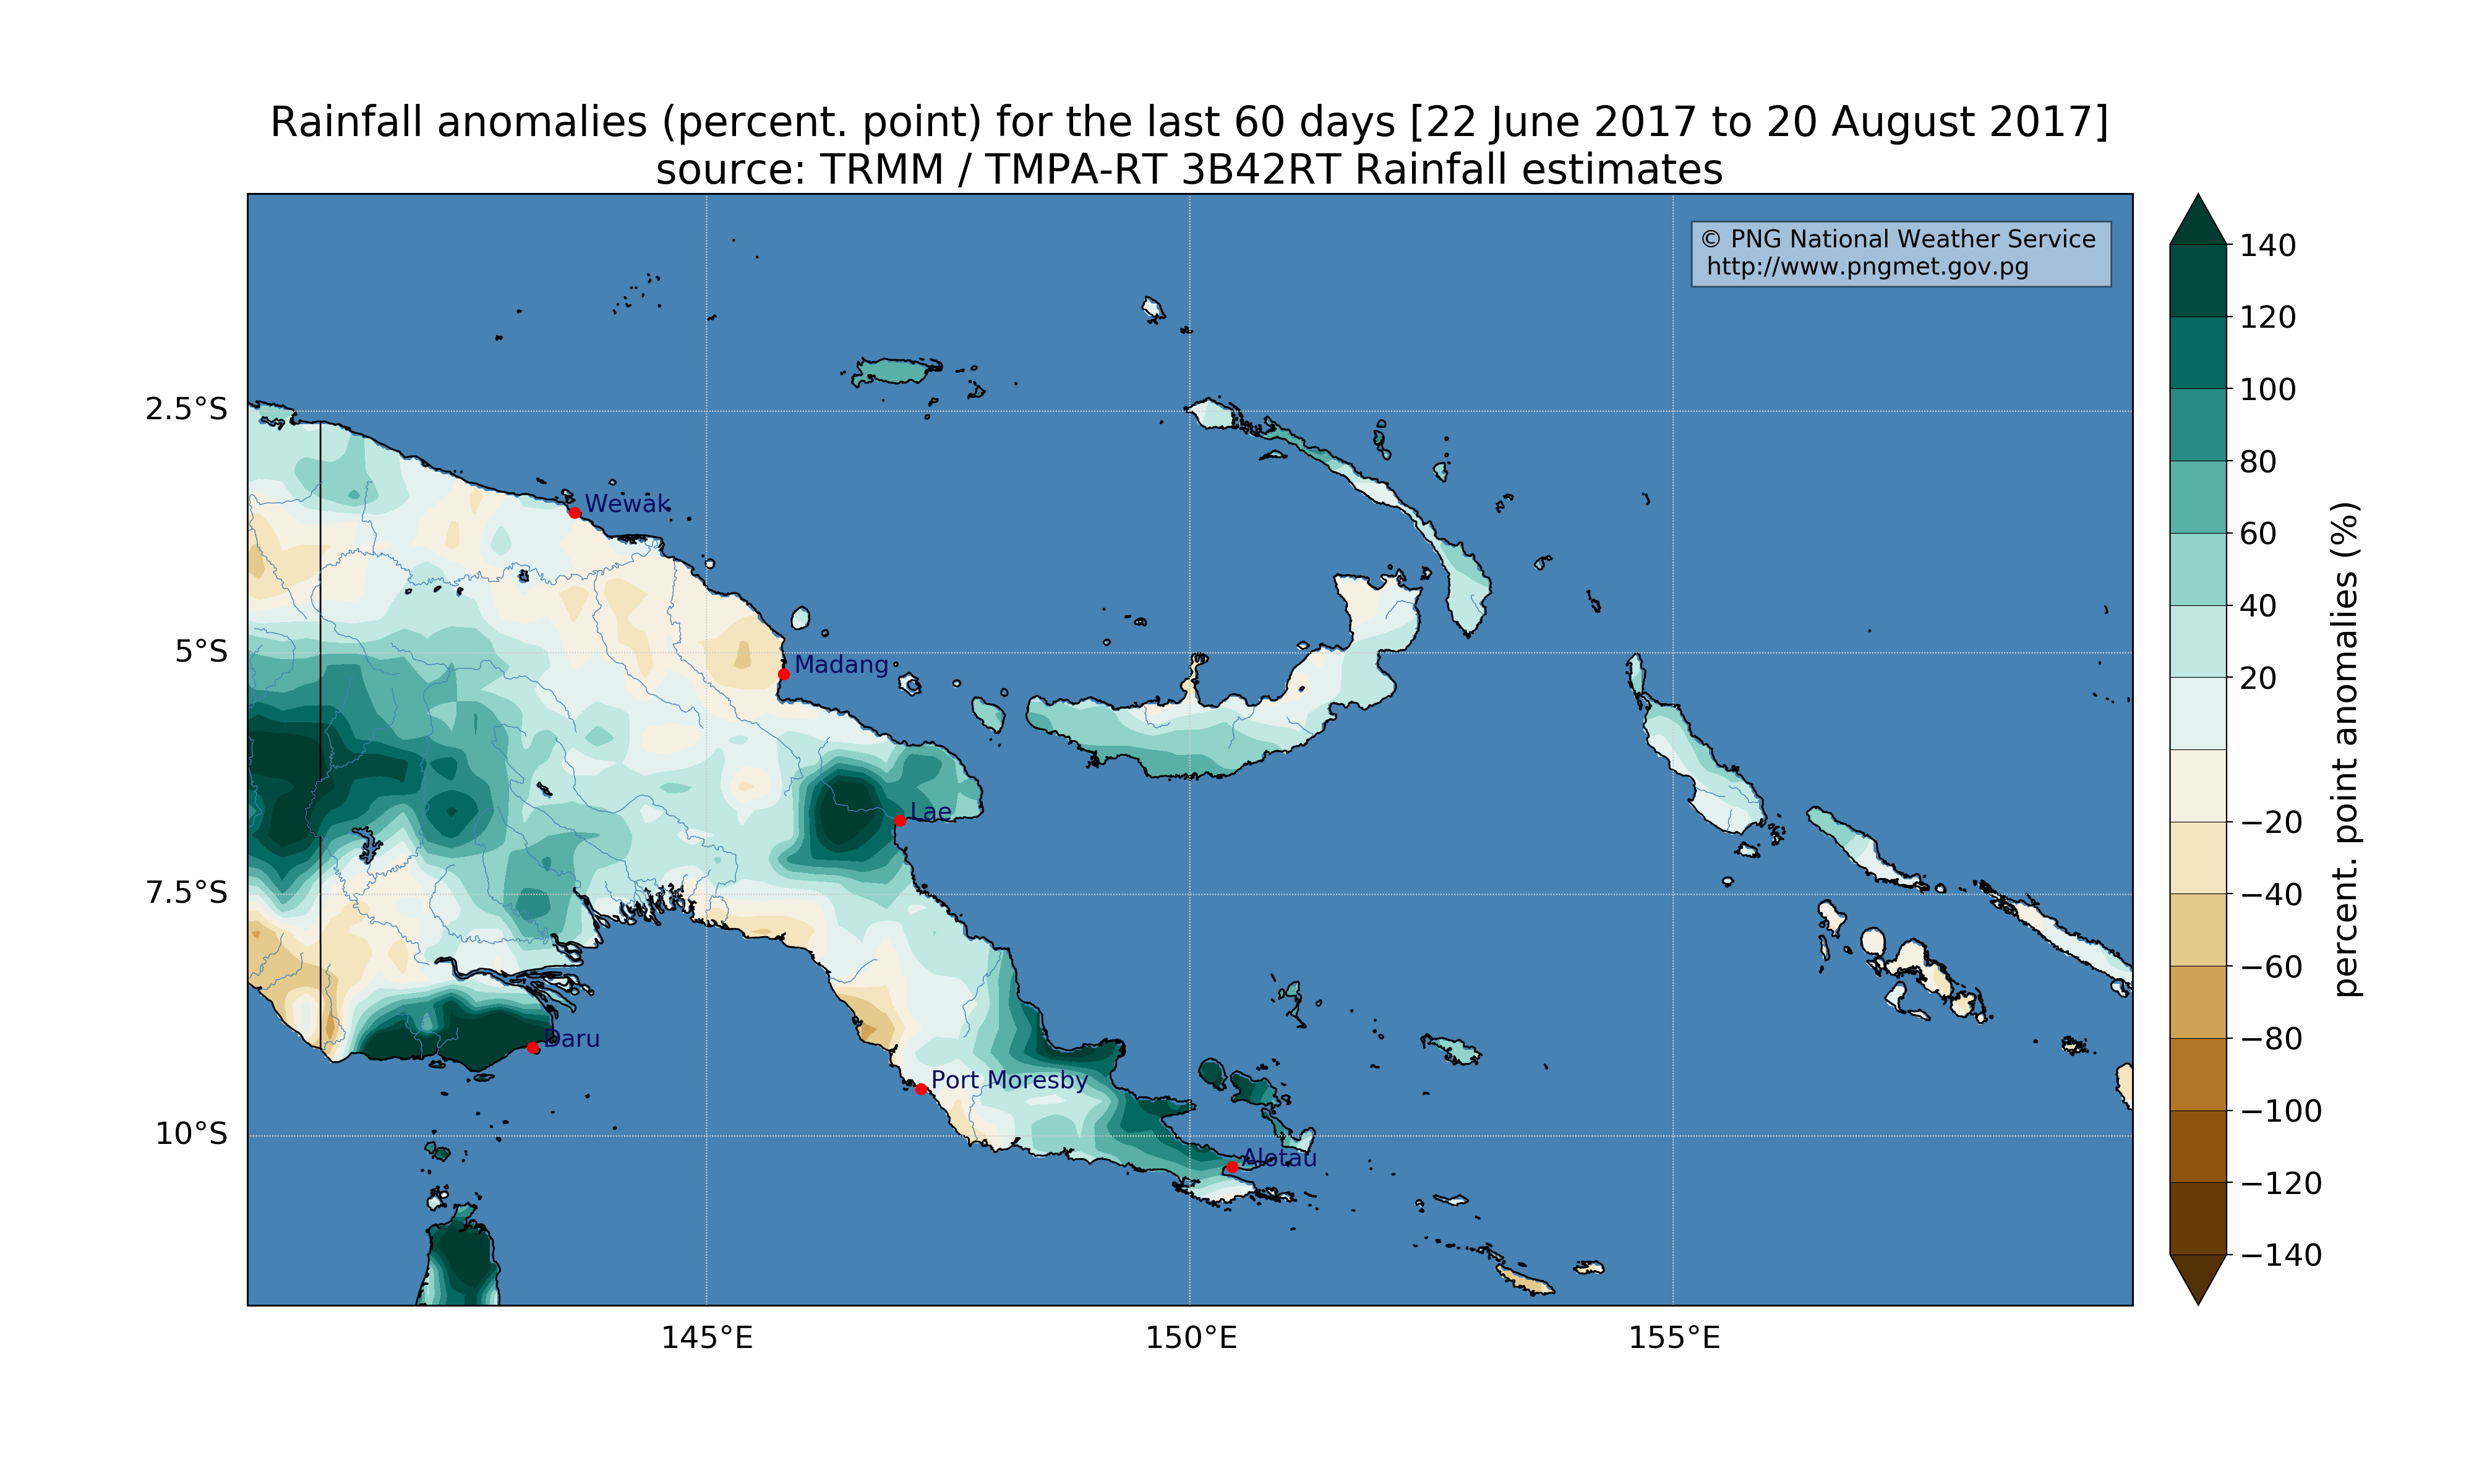 Rainfall anomalies (percent. point) for the last 60 days [22 June 2017 to 20 August 2017]
source: TRMM / TMPA-RT 3B42RT Rainfall estimates
© PNG National Weather Service
http://www.pngmet.gov.pg
2.5°S
5°S
7.5°S
10°S
145°E
150°E
155°E
Wewak
Madang
Lae
Daru
Port Moresby
Alotau
140
120
100
80
60
40
20
−20
−40
−60
−80
−100
−120
−140
percent. point anomalies (%)